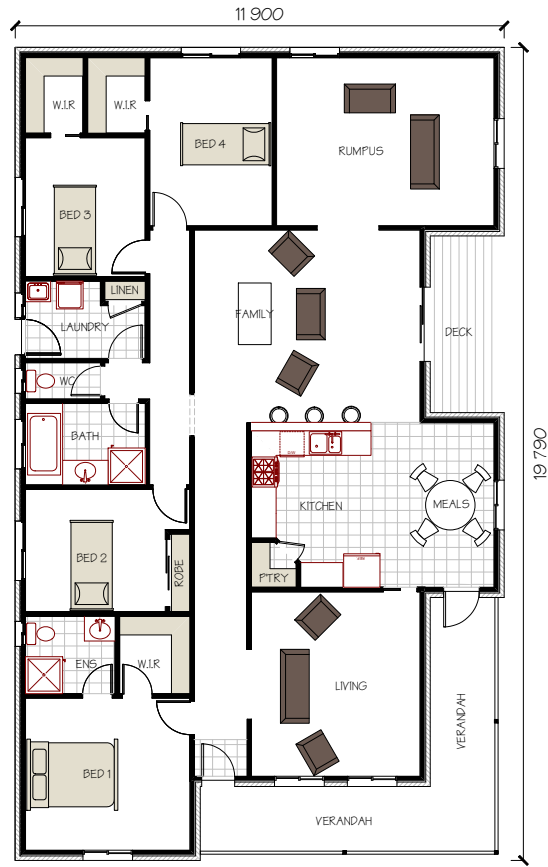 11 900
W.I.R
W.I.R
BED 4
RUMPUS
BED 3
LINEN
FAMILY
LAUNDRY
DECK
WC
BATH
19 790
KITCHEN
MEALS
BED 2
ROBE
PTRY
ENS
W.I.R
LIVING
VERANDAH
BED 1
VERANDAH